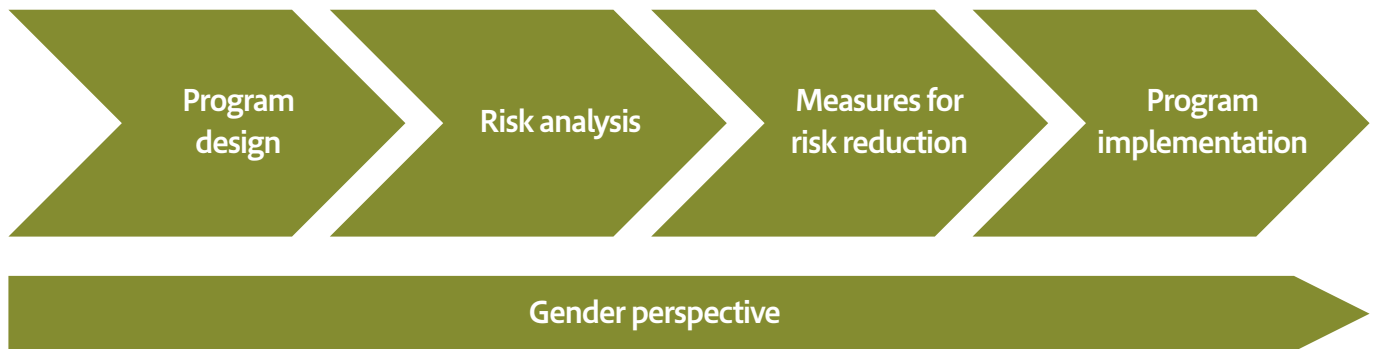 Program
design
Risk analysis
Measures for
risk reduction
Program
implementation
Gender perspective